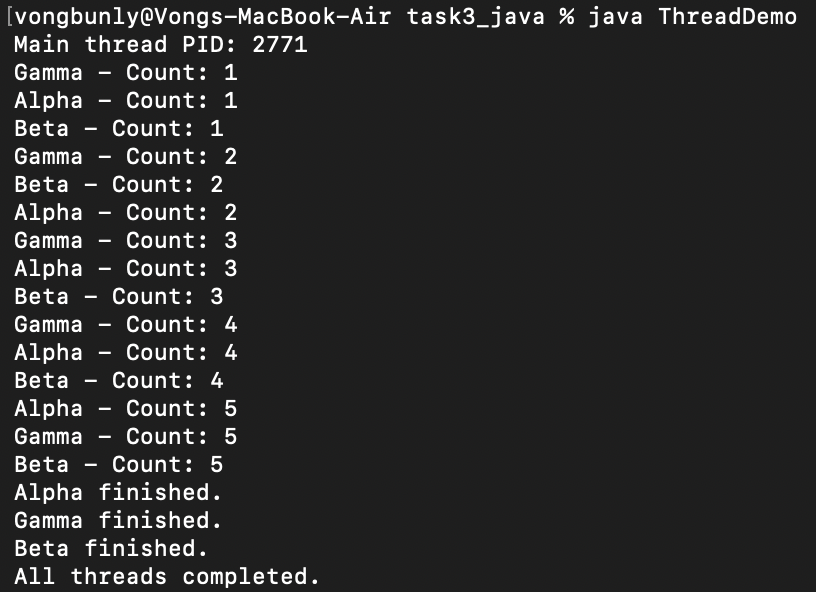 [vongbunly@Vongs-MacBook-Air task3_java % java ThreadDemo
Main thread PID: 2771
Gamma - Count: 1
Alpha - Count: 1
Beta - Count: 1
Gamma - Count: 2
Beta - Count: 2
Alpha - Count: 2
Gamma - Count: 3
Alpha - Count: 3
Beta - Count: 3
Gamma - Count: 4
Alpha - Count: 4
Beta - Count: 4
Alpha - Count: 5
Gamma - Count: 5
Beta - Count: 5
Alpha finished.
Gamma finished.
Beta finished.
All threads completed.